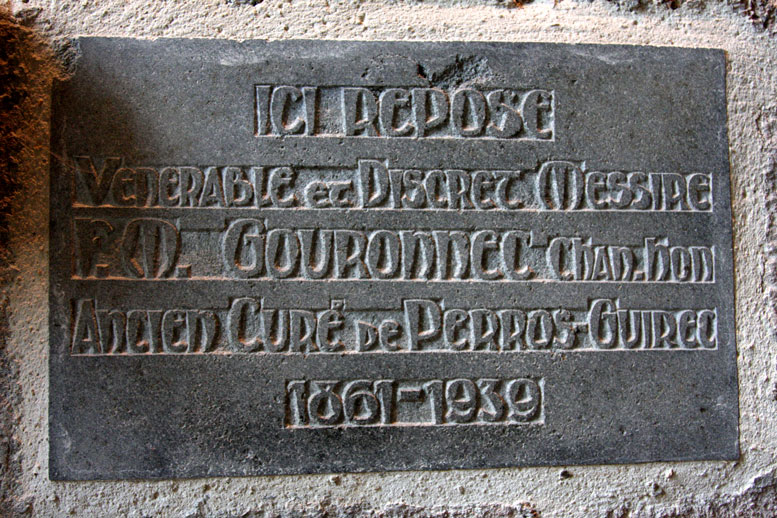 ICI REPOSE
VENERABLE et DISCRET MESSIRE
F.M. GOURONNEC CHAN. HON
ANCIEN CURÉ de PERROS-GUIREC
1861-1939